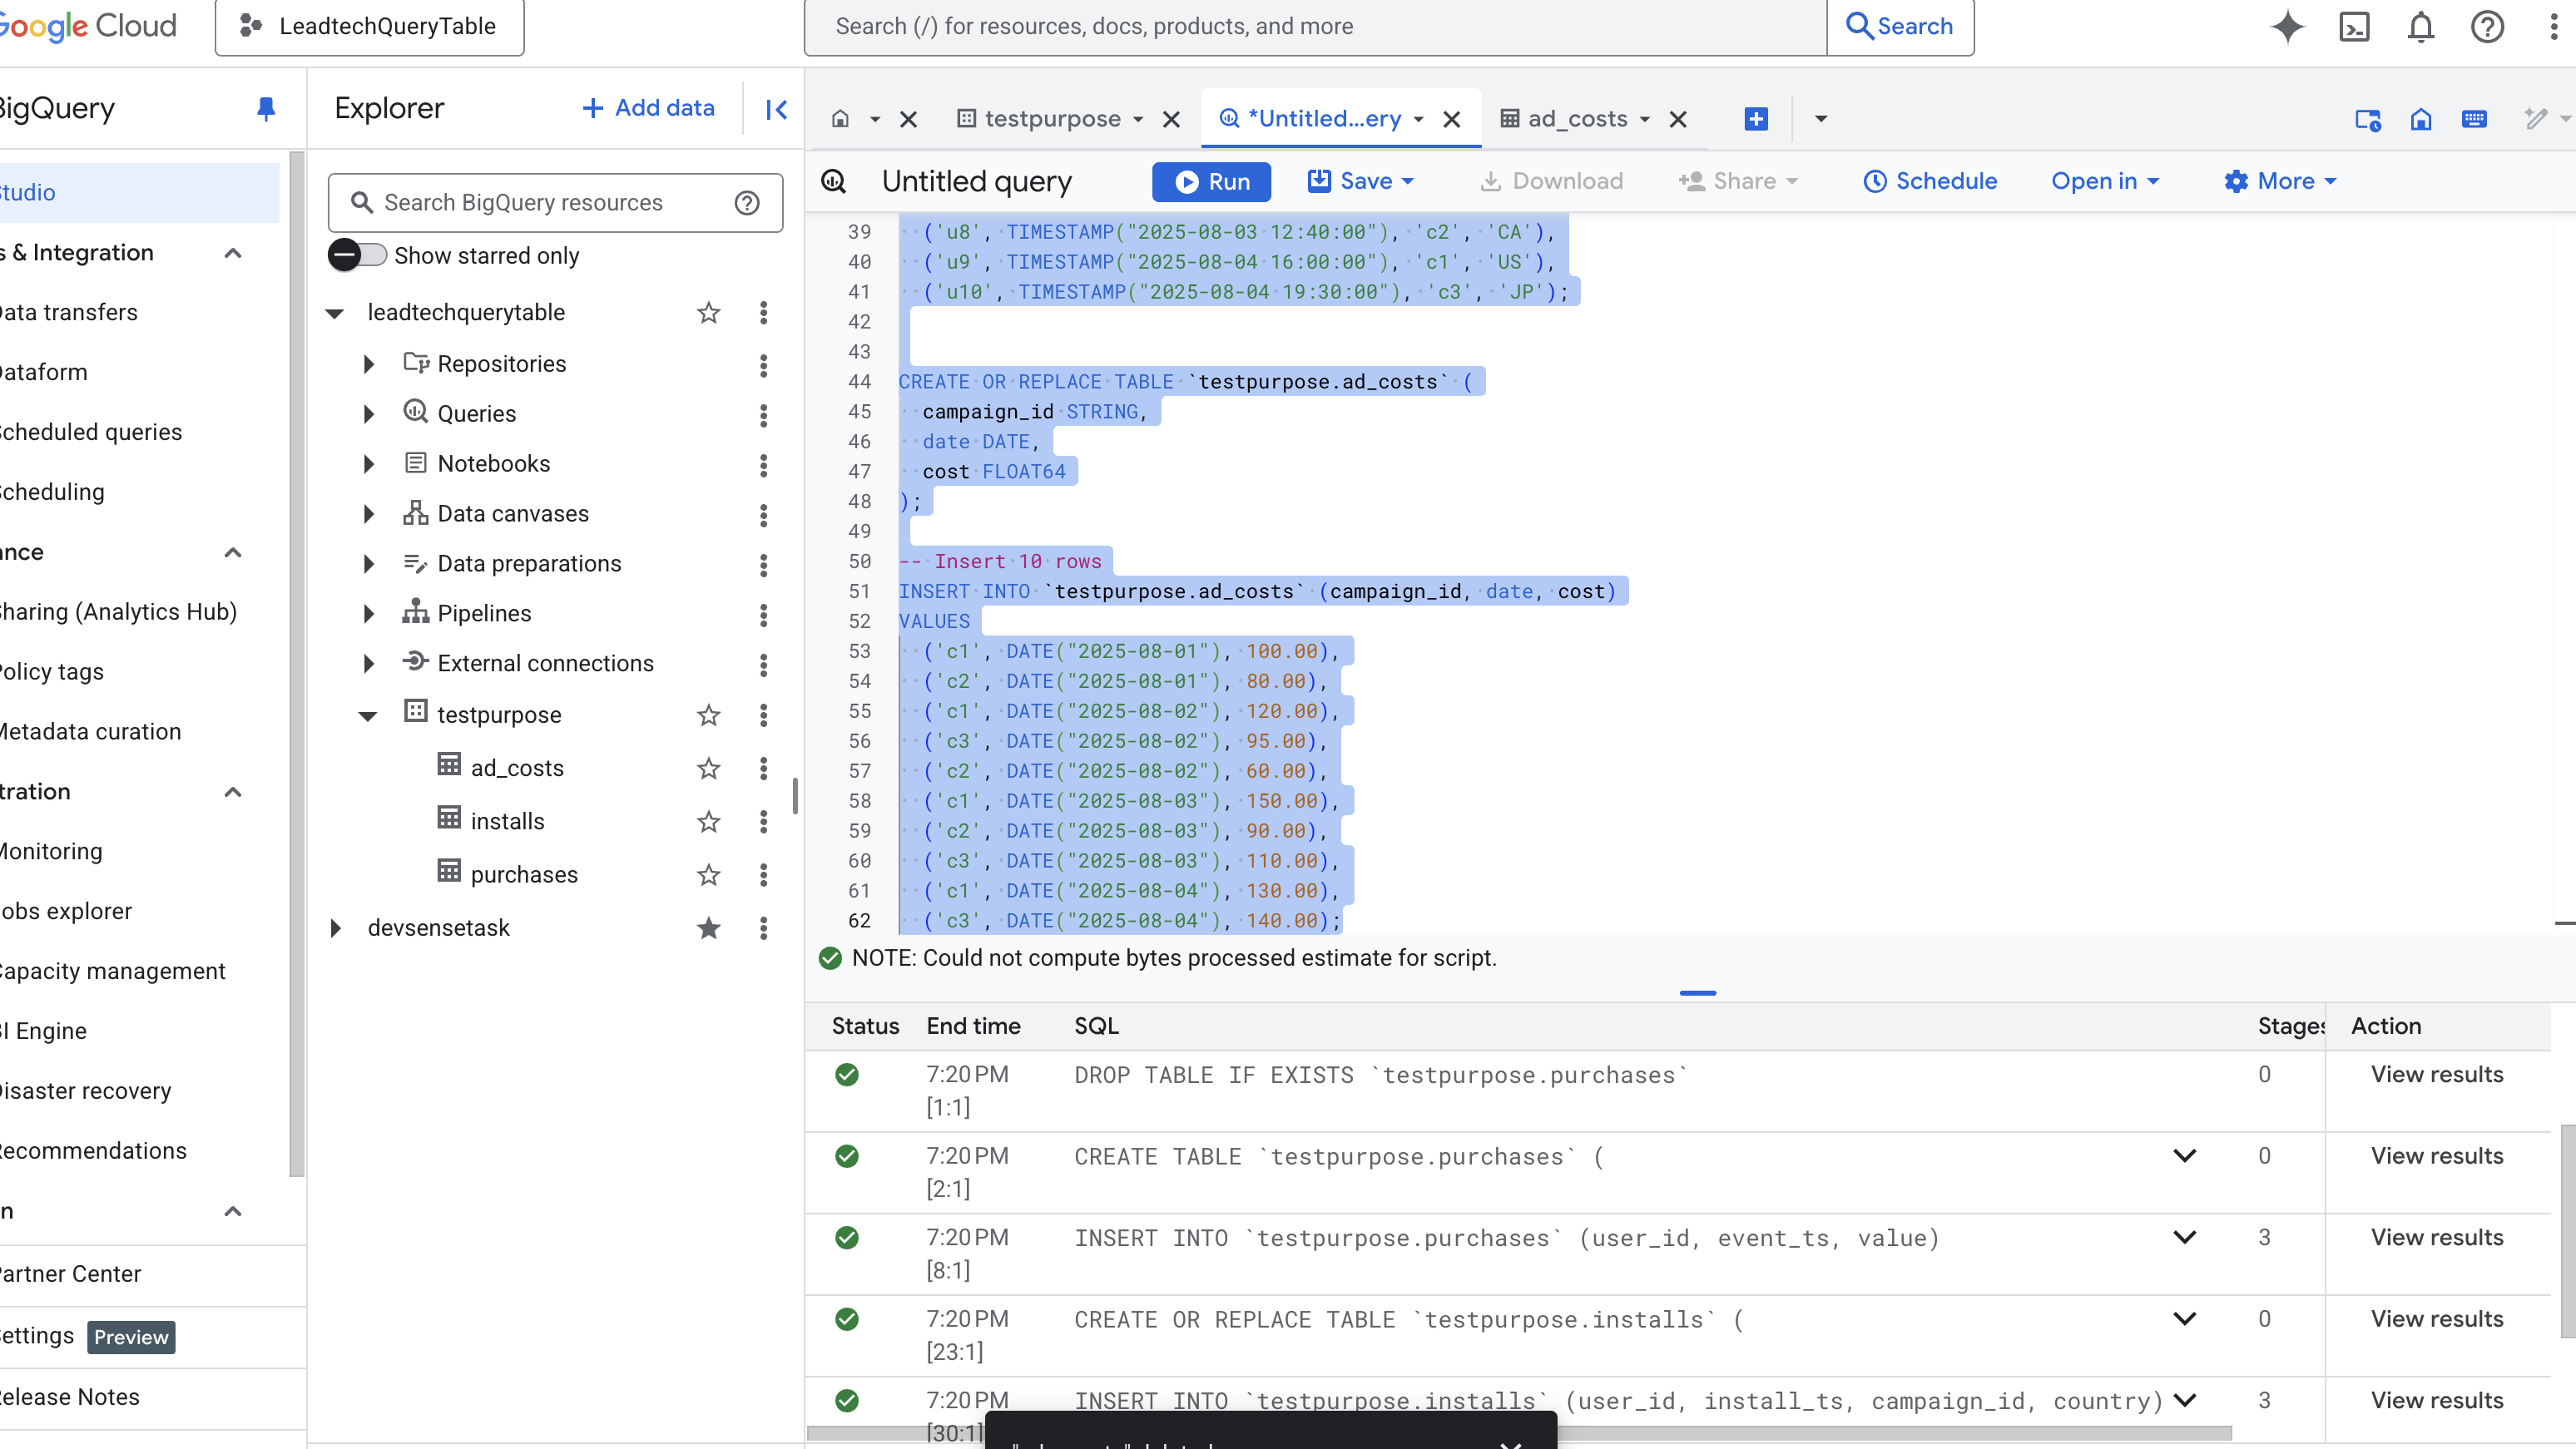 Google Cloud
LeadtechQueryTable
Search (/) for resources, docs, products, and more
Search
BigQuery
Explorer
Add data
testpurpose
*Untitled...ery
ad_costs
Studio
s & Integration
Data transfers
Dataform
Scheduled queries
Scheduling
ance
Sharing (Analytics Hub)
Policy tags
Metadata curation
tration
Monitoring
Jobs explorer
Capacity management
BI Engine
Disaster recovery
Recommendations
n
Partner Center
Settings Preview
Release Notes
Search BigQuery resources
Show starred only
leadtechquerytable
Repositories
Queries
Notebooks
Data canvases
Data preparations
Pipelines
External connections
testpurpose
ad_costs
installs
purchases
devsensetask
Untitled query
Run
Save
Download
Share
Schedule
Open in
More
39 ('u8', TIMESTAMP("2025-08-03 12:40:00"), 'c2', 'CA'),
40 ('u9', TIMESTAMP("2025-08-04 16:00:00"), 'c1', 'US'),
41 ('u10', TIMESTAMP("2025-08-04 19:30:00"), 'c3', 'JP');
42
43
44 CREATE OR REPLACE TABLE `testpurpose.ad_costs` (
45 campaign_id STRING,
46 date DATE,
47 cost FLOAT64
48 );
49
50 -- Insert 10 rows
51 INSERT INTO `testpurpose.ad_costs` (campaign_id, date, cost)
52 VALUES
53 ('c1', DATE("2025-08-01"), 100.00),
54 ('c2', DATE("2025-08-01"), 80.00),
55 ('c1', DATE("2025-08-02"), 120.00),
56 ('c3', DATE("2025-08-02"), 95.00),
57 ('c2', DATE("2025-08-02"), 60.00),
58 ('c1', DATE("2025-08-03"), 150.00),
59 ('c2', DATE("2025-08-03"), 90.00),
60 ('c3', DATE("2025-08-03"), 110.00),
61 ('c1', DATE("2025-08-04"), 130.00),
62 ('c3', DATE("2025-08-04"), 140.00);
NOTE: Could not compute bytes processed estimate for script.
Status End time SQL Stages Action
7:20 PM DROP TABLE IF EXISTS `testpurpose.purchases` 0 View results
[1:1]
7:20 PM CREATE TABLE `testpurpose.purchases` ( 0 View results
[2:1]
7:20 PM INSERT INTO `testpurpose.purchases` (user_id, event_ts, value) 3 View results
[8:1]
7:20 PM CREATE OR REPLACE TABLE `testpurpose.installs` ( 0 View results
[23:1]
7:20 PM INSERT INTO `testpurpose.installs` (user_id, install_ts, campaign_id, country) 3 View results
[30:1]